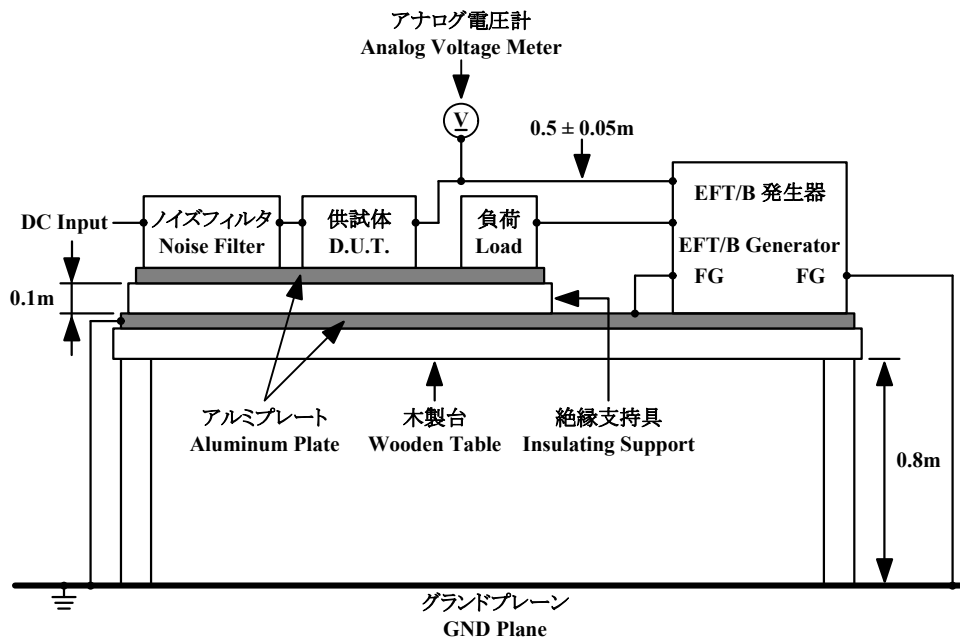 アナログ電圧計
Analog Voltage Meter
V
0.5 ± 0.05m
DC Input
ノイズフィルタ
Noise Filter
供試体
D.U.T.
負荷
Load
EFT/B 発生器
EFT/B Generator
FG
FG
0.1m
アルミプレート
Aluminum Plate
木製台
Wooden Table
絶縁支持具
Insulating Support
0.8m
グランドプレーン
GND Plane